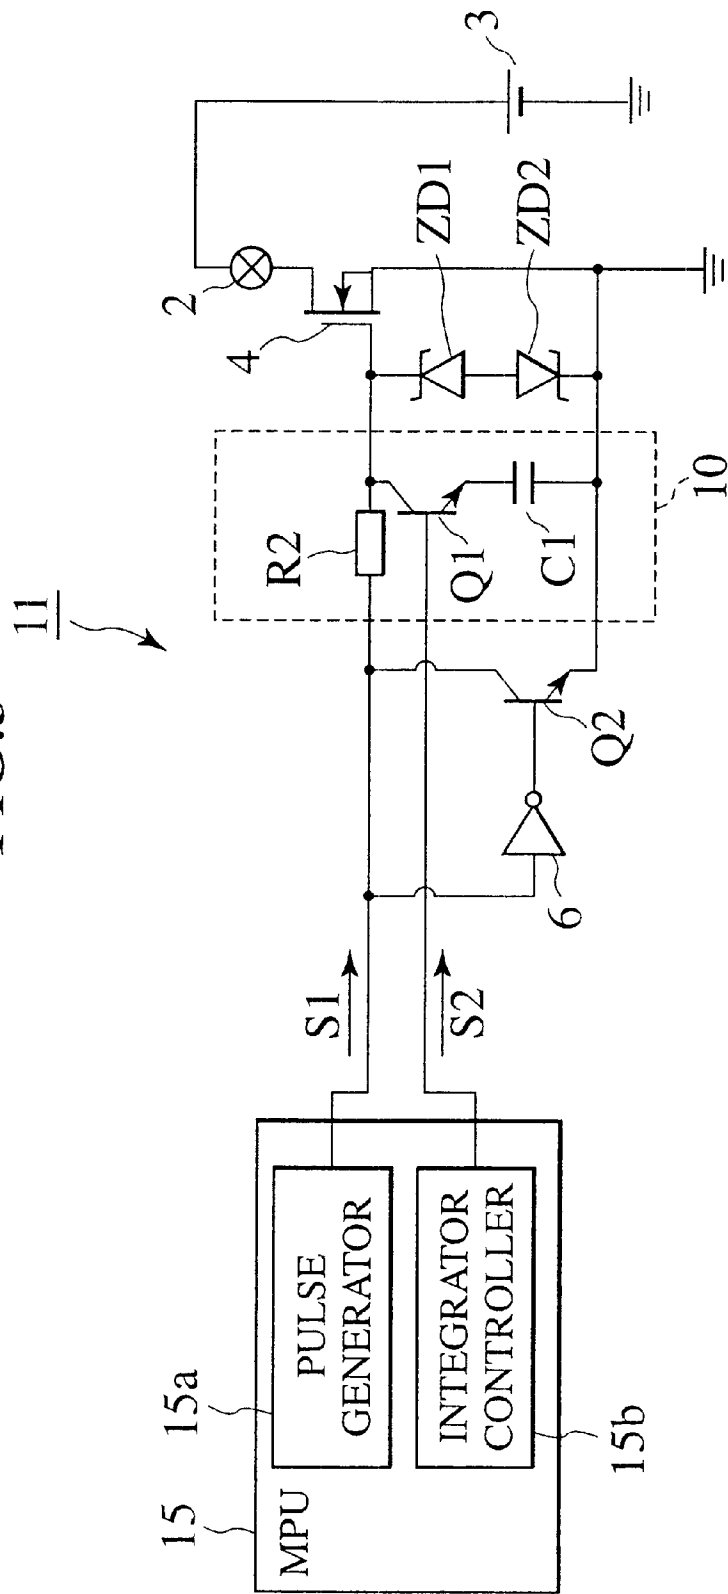 11
15
15a
MPU
PULSE
GENERATOR
INTEGRATOR
CONTROLLER
15b
S1
S2
6
Q2
R2
Q1
C1
10
4
2
ZD1
ZD2
3